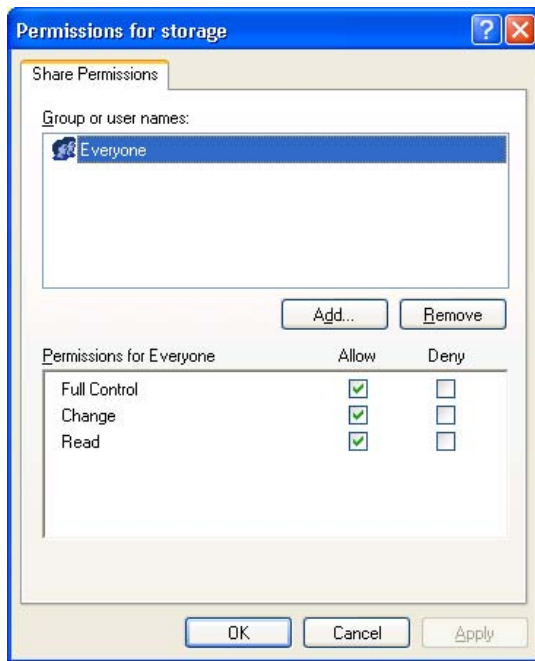 Permissions for storage
Share Permissions
Group or user names:
Everyone
Add... Remove
Permissions for Everyone Allow Deny
Full Control
Change
Read
OK Cancel Apply